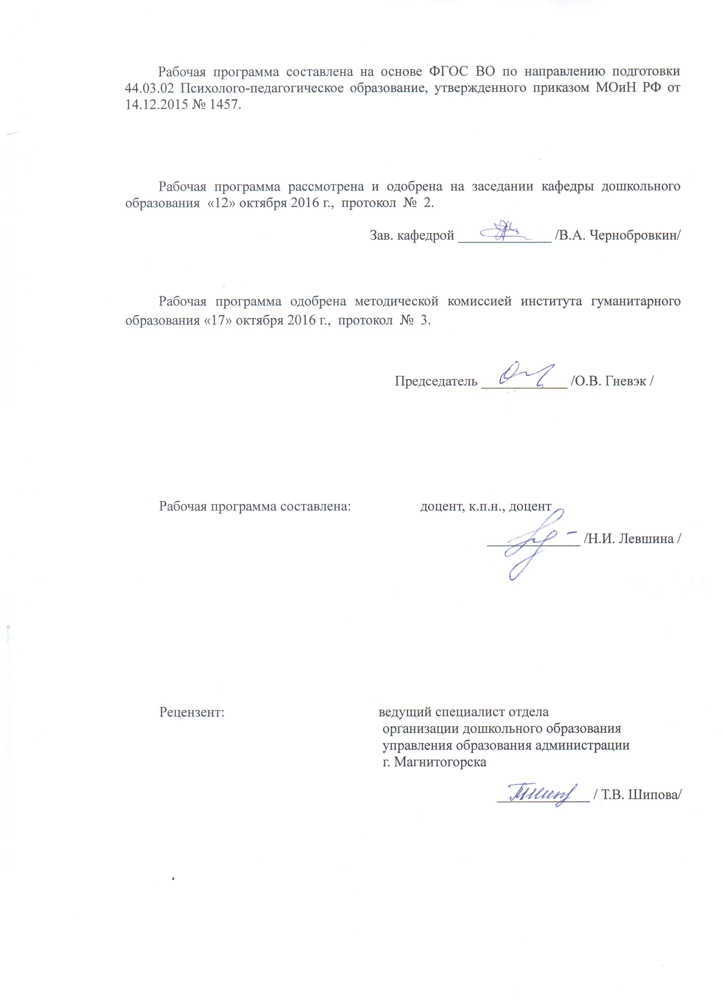 Рабочая программа составлена на основе ФГОС ВО по направлению подготовки
44.03.02 Психолого-педагогическое образование, утвержденного приказом МОиН РФ от
14.12.2015 № 1457.
Рабочая программа рассмотрена и одобрена на заседании кафедры дошкольного
образования «12» октября 2016 г., протокол № 2.
Зав. кафедрой _____________ /В.А. Чернобровкин/
Рабочая программа одобрена методической комиссией института гуманитарного
образования «17» октября 2016 г., протокол № 3.
Председатель ____________ /О.В. Гневэк /
Рабочая программа составлена: доцент, к.п.н., доцент
_____________ /Н.И. Левшина /
Рецензент: ведущий специалист отдела
организации дошкольного образования
управления образования администрации
г. Магнитогорска
_____________ / Т.В. Шипова/